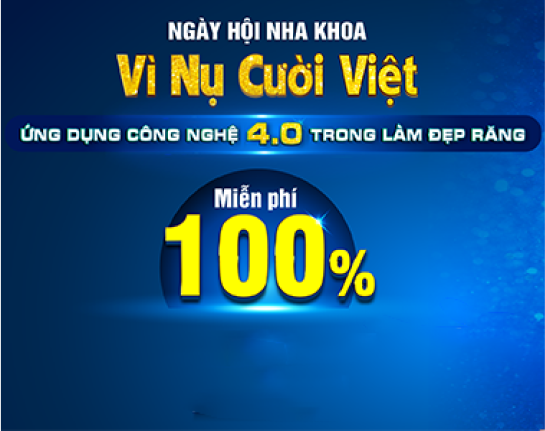 NGÀY HỘI NHA KHOA
Vì Nụ Cười Việt
ỨNG DỤNG CÔNG NGHỆ 4.0 TRONG LÀM ĐẸP RĂNG
Miễn phí
100%